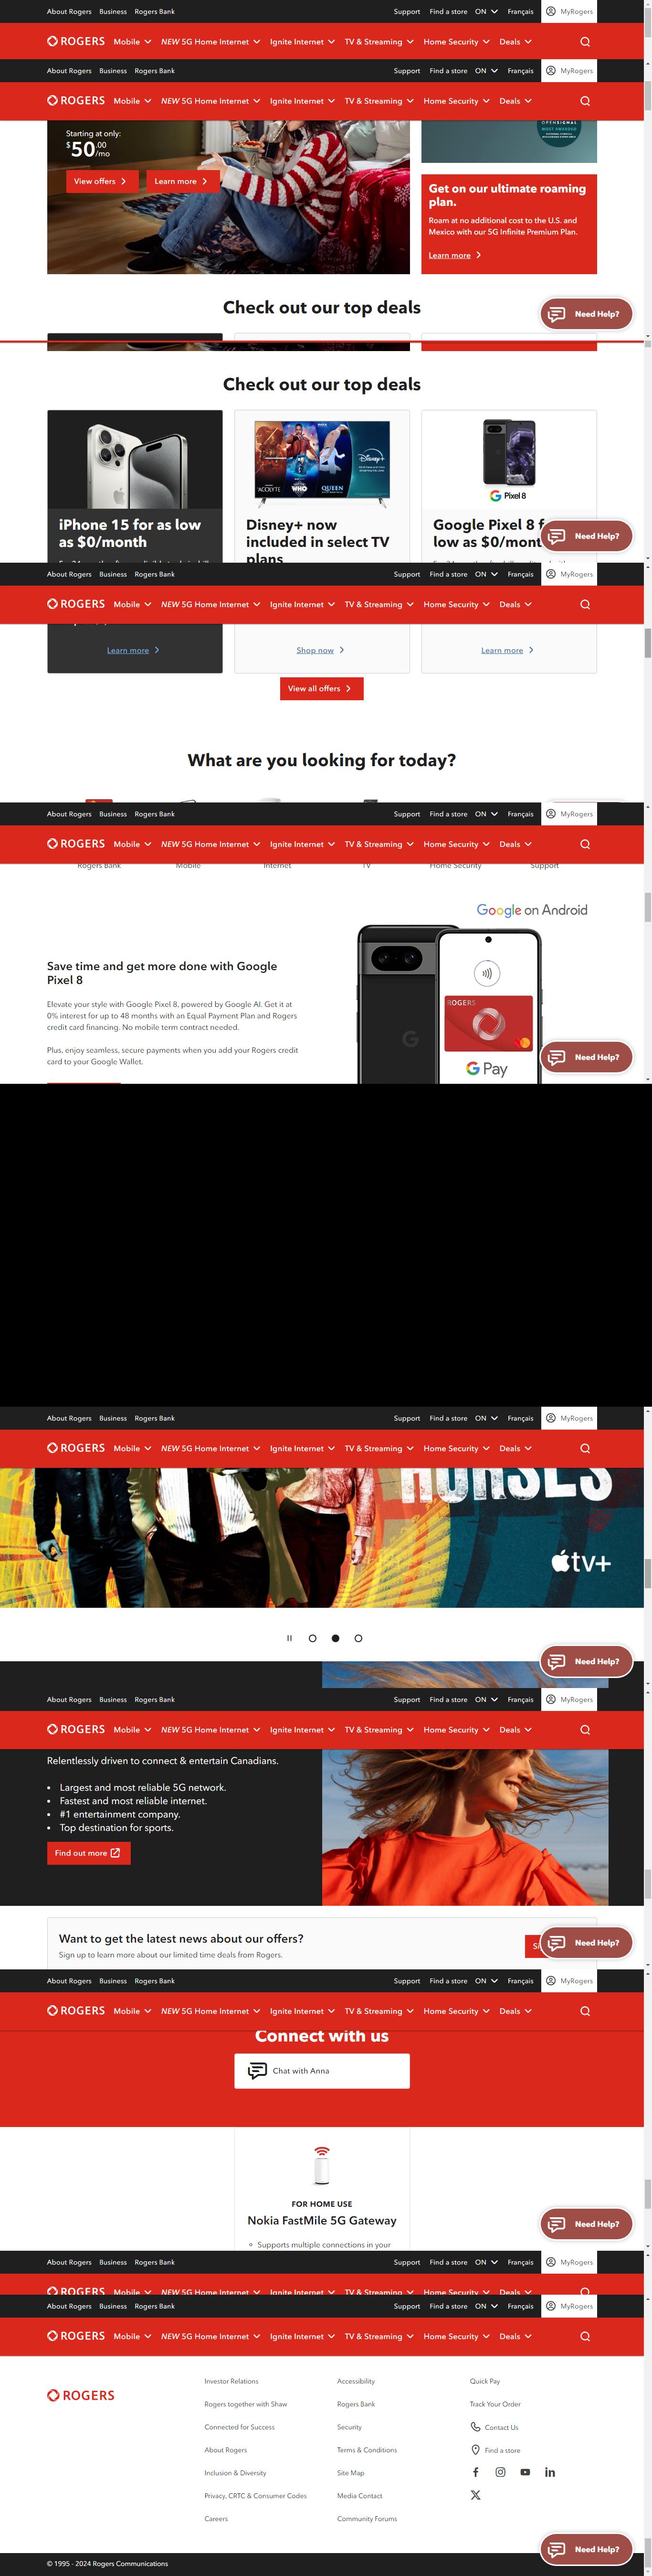 About Rogers Business Rogers Bank Support Find a store ON Français MyRogers
ROGERS Mobile NEW 5G Home Internet Ignite Internet TV & Streaming Home Security Deals
About Rogers Business Rogers Bank Support Find a store ON Français MyRogers
ROGERS Mobile NEW 5G Home Internet Ignite Internet TV & Streaming Home Security Deals
Starting at only:
$50.00/mo
View offers Learn more
MOST AWARDED
Get on our ultimate roaming
plan.
Roam at no additional cost to the U.S. and
Mexico with our 5G Infinite Premium Plan.
Learn more
Check out our top deals
Need Help?
Check out our top deals
ACOLYTE WHO QUEEN Disney+
Pixel 8
iPhone 15 for as low
as $0/month
Disney+ now
included in select TV
plans
Google Pixel 8 f
low as $0/mont
Need Help?
About Rogers Business Rogers Bank Support Find a store ON Français MyRogers
ROGERS Mobile NEW 5G Home Internet Ignite Internet TV & Streaming Home Security Deals
Learn more Shop now Learn more
View all offers
What are you looking for today?
About Rogers Business Rogers Bank Support Find a store ON Français MyRogers
ROGERS Mobile NEW 5G Home Internet Ignite Internet TV & Streaming Home Security Deals
Rogers Bank Mobile Internet TV Home Security Support
Google on Android
Save time and get more done with Google
Pixel 8
Elevate your style with Google Pixel 8, powered by Google AI. Get it at
0% interest for up to 48 months with an Equal Payment Plan and Rogers
credit card financing. No mobile term contract needed.
Plus, enjoy seamless, secure payments when you add your Rogers credit
card to your Google Wallet.
ROGERS
G Pay
Need Help?
About Rogers Business Rogers Bank Support Find a store ON Français MyRogers
ROGERS Mobile NEW 5G Home Internet Ignite Internet TV & Streaming Home Security Deals
HORSES
tv+
Need Help?
About Rogers Business Rogers Bank Support Find a store ON Français MyRogers
ROGERS Mobile NEW 5G Home Internet Ignite Internet TV & Streaming Home Security Deals
Relentlessly driven to connect & entertain Canadians.
• Largest and most reliable 5G network.
• Fastest and most reliable internet.
• #1 entertainment company.
• Top destination for sports.
Find out more
Want to get the latest news about our offers?
Sign up to learn more about our limited time deals from Rogers.
Need Help?
About Rogers Business Rogers Bank Support Find a store ON Français MyRogers
ROGERS Mobile NEW 5G Home Internet Ignite Internet TV & Streaming Home Security Deals
Connect with us
Chat with Anna
FOR HOME USE
Nokia FastMile 5G Gateway
Supports multiple connections in your
Need Help?
About Rogers Business Rogers Bank Support Find a store ON Français MyRogers
ROGERS Mobile NEW 5G Home Internet Ignite Internet TV & Streaming Home Security Deals
About Rogers Business Rogers Bank Support Find a store ON Français MyRogers
ROGERS Mobile NEW 5G Home Internet Ignite Internet TV & Streaming Home Security Deals
ROGERS
Investor Relations
Rogers together with Shaw
Connected for Success
About Rogers
Inclusion & Diversity
Privacy, CRTC & Consumer Codes
Careers
Accessibility
Rogers Bank
Security
Terms & Conditions
Site Map
Media Contact
Community Forums
Quick Pay
Track Your Order
Contact Us
Find a store
Need Help?
© 1995 - 2024 Rogers Communications